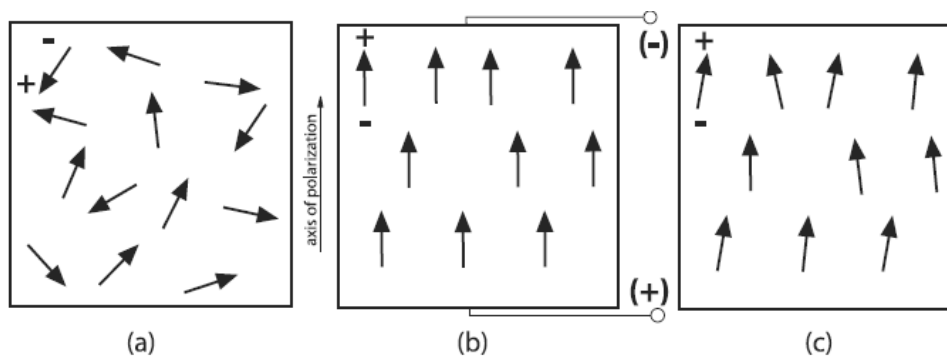 -
+
(a)
axis of polarization
+
-
(-)
(+)
(b)
+
-
(c)